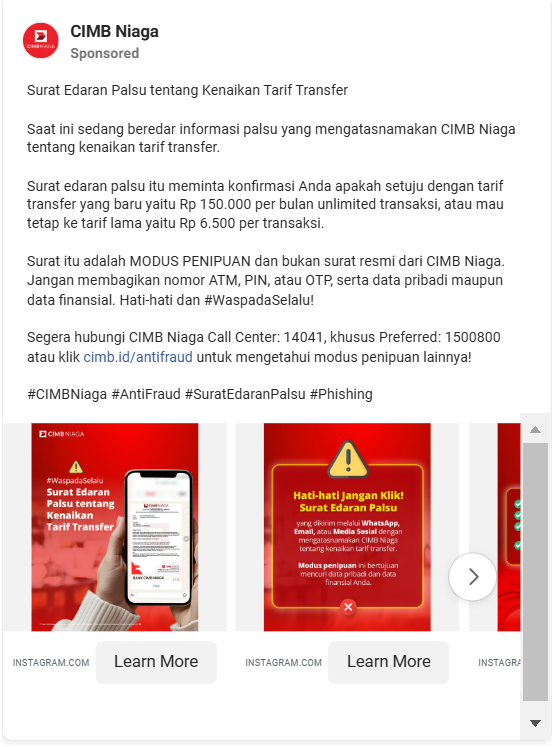 CIMB Niaga
Sponsored
Surat Edaran Palsu tentang Kenaikan Tarif Transfer
Saat ini sedang beredar informasi palsu yang mengatasnamakan CIMB Niaga
tentang kenaikan tarif transfer.
Surat edaran palsu itu meminta konfirmasi Anda apakah setuju dengan tarif
transfer yang baru yaitu Rp 150.000 per bulan unlimited transaksi, atau mau
tetap ke tarif lama yaitu Rp 6.500 per transaksi.
Surat itu adalah MODUS PENIPUAN dan bukan surat resmi dari CIMB Niaga.
Jangan membagikan nomor ATM, PIN, atau OTP, serta data pribadi maupun
data finansial. Hati-hati dan #WaspadaSelalu!
Segera hubungi CIMB Niaga Call Center: 14041, khusus Preferred: 1500800
atau klik cimb.id/antifraud untuk mengetahui modus penipuan lainnya!
#CIMBNiaga #AntiFraud #SuratEdaranPalsu #Phishing
CIMB NIAGA
#WaspadaSelalu
Surat Edaran
Palsu tentang
Kenaikan
Tarif Transfer
Hati-hati Jangan Klik!
Surat Edaran Palsu
yang dikirim melalui WhatsApp,
Email, atau Media Sosial dengan
mengatasnamakan CIMB Niaga
tentang kenaikan tarif transfer.
Modus penipuan ini bertujuan
mencuri data pribadi dan data
finansial Anda.
INSTAGRAM.COM
Learn More
INSTAGRAM.COM
Learn More
INSTAGRA